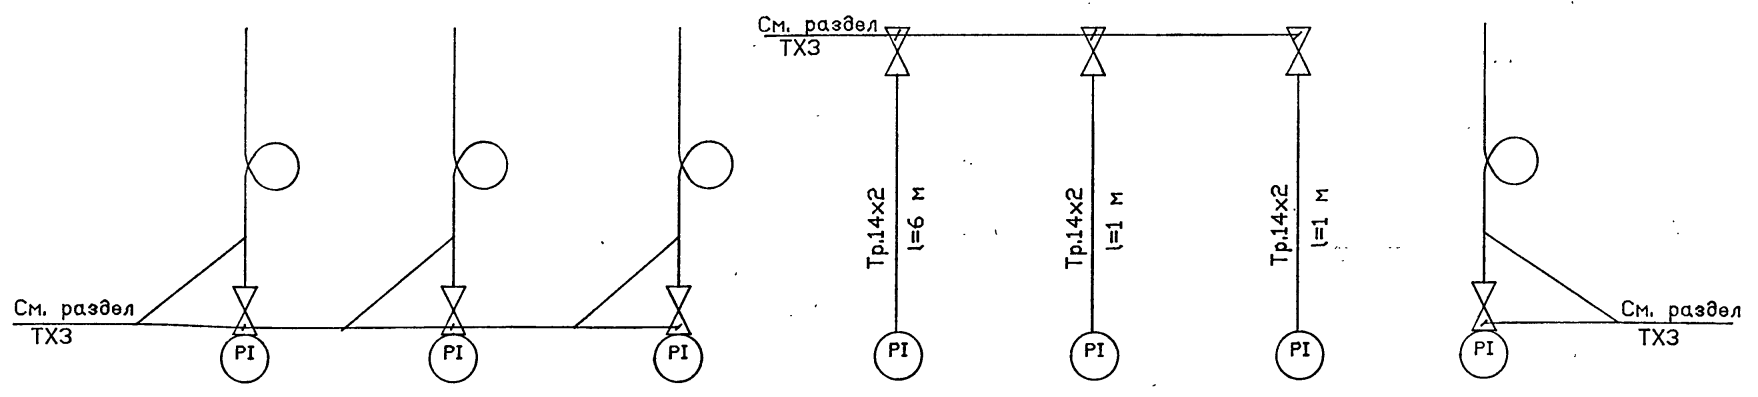 См. раздел
ТХЗ
PI
PI
PI
См. раздел
ТХЗ
Тр.14х2
l=6 м
Тр.14х2
l=1 м
Тр.14х2
l=1 м
PI
PI
PI
PI
См. раздел
ТХЗ